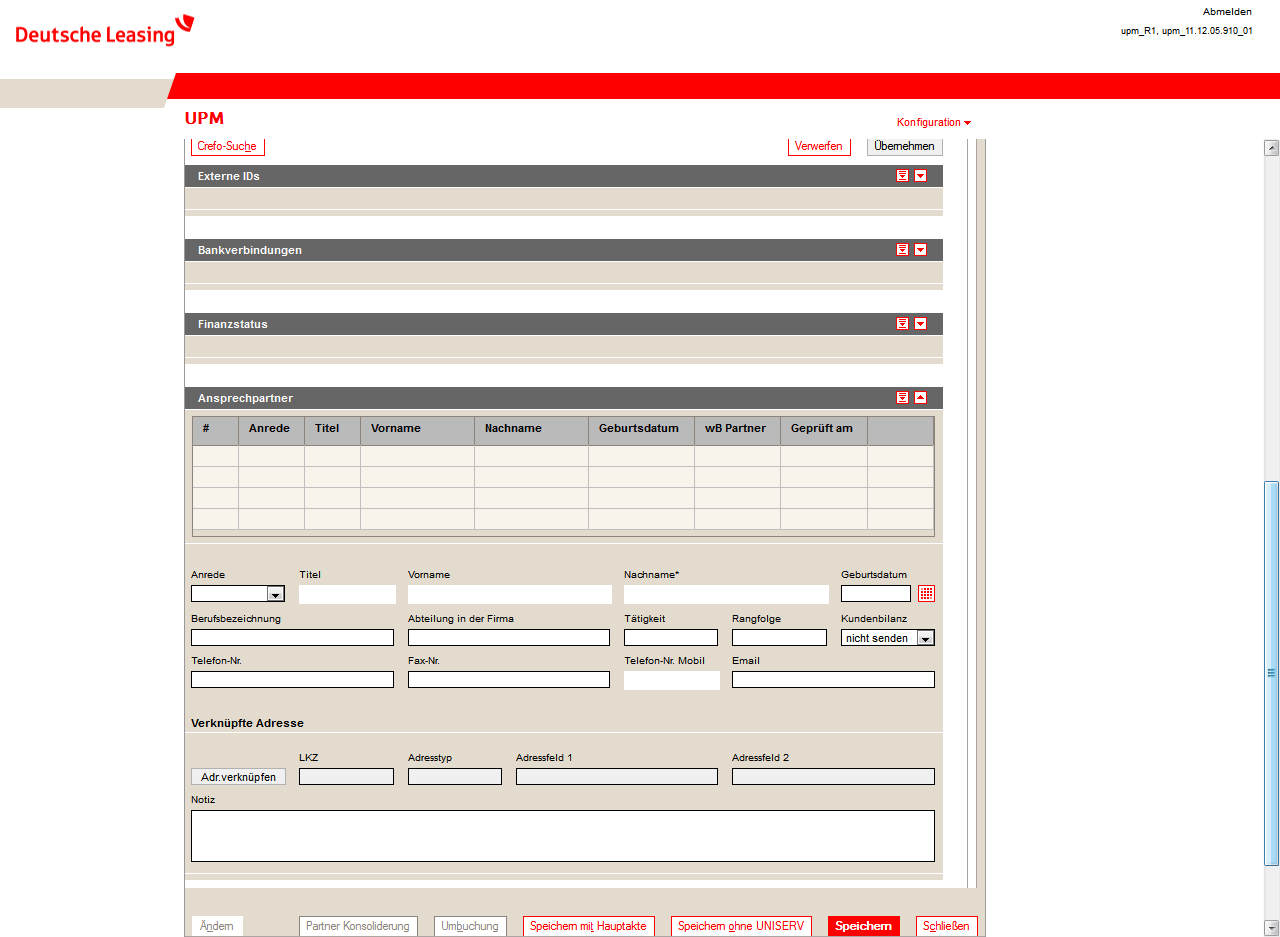 Abmelden
Deutsche Leasing
upm_R1, upm_11.12.05.910_01
UPM
Konfiguration
Crefo-Suche Verwerfen Übernehmen
Externe IDs
Bankverbindungen
Finanzstatus
Ansprechpartner
# Anrede Titel Vorname Nachname Geburtsdatum wB Partner Geprüft am
Anrede Titel Vorname Nachname* Geburtsdatum
Berufsbezeichnung Abteilung in der Firma Tätigkeit Rangfolge Kundenbilanz
nicht senden
Telefon-Nr. Fax-Nr. Telefon-Nr. Mobil Email
Verknüpfte Adresse
LKZ Adresstyp Adressfeld 1 Adressfeld 2
Adr.verknüpfen
Notiz
Ändern Partner Konsolidierung Umbuchung Speichern mit Hauptakte Speichern ohne UNISERV Speichern Schließen